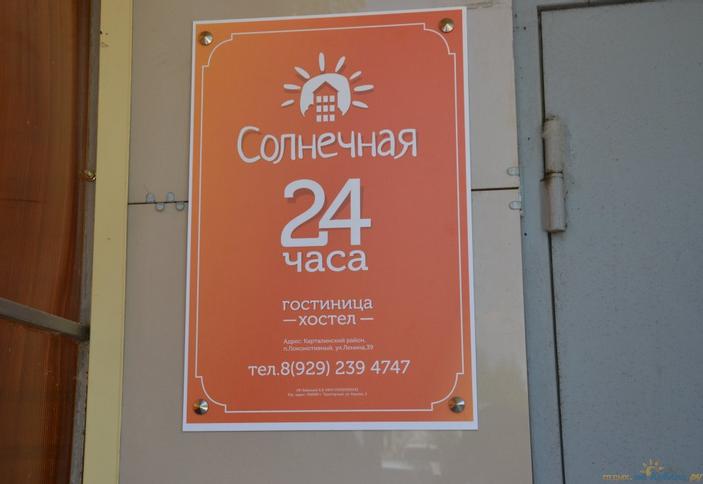 Солнечная
24
часа
гостиница
— хостел —
Адрес: Карталинский район,
п.Локомотивный, ул.Ленина,39
тел.8(929) 239 4747